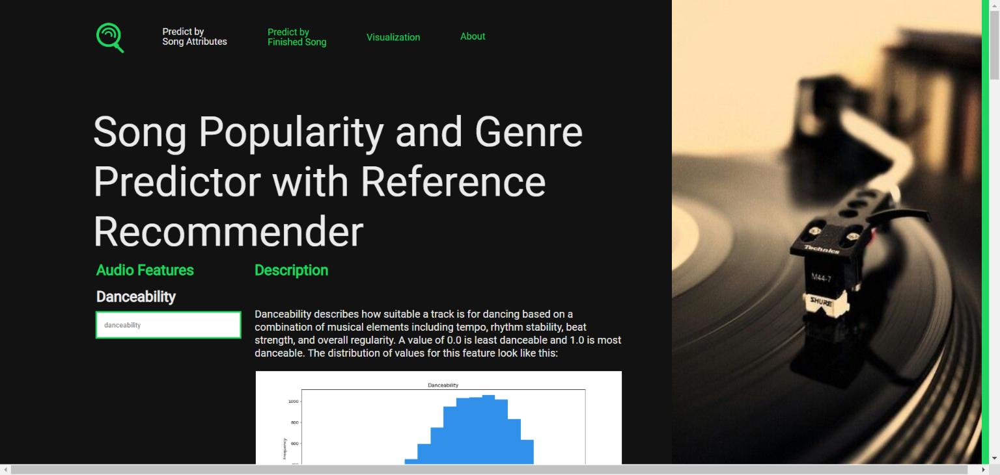 Predict by
Song Attributes
Predict by
Finished Song
Visualization
About
Song Popularity and Genre
Predictor with Reference
Recommender
Audio Features
Description
Danceability
danceability
Danceability describes how suitable a track is for dancing based on a
combination of musical elements including tempo, rhythm stability, beat
strength, and overall regularity. A value of 0.0 is least danceable and 1.0 is most
danceable. The distribution of values for this feature look like this:
Danceability
1000
800
600
Frequency
Technics
M44-7
SHURE